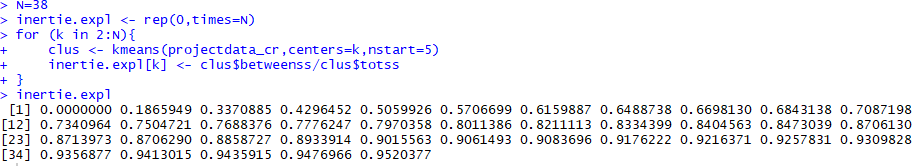 > N=38
> inertie.expl <- rep(0,times=N)
> for (k in 2:N){
+     clus <- kmeans(projectdata_cr,centers=k,nstart=5)
+     inertie.expl[k] <- clus$betweenss/clus$totss
+ }
> inertie.expl
 [1] 0.0000000 0.1865949 0.3370885 0.4296452 0.5059926 0.5706699 0.6159887 0.6488738 0.6698130 0.6843138 0.7087198
[12] 0.7340964 0.7504721 0.7688376 0.7776247 0.7970358 0.8011386 0.8211113 0.8334399 0.8404563 0.8473039 0.8706130
[23] 0.8713973 0.8706290 0.8858727 0.8933914 0.9015563 0.9061493 0.9083696 0.9176222 0.9216371 0.9257831 0.9309828
[34] 0.9356877 0.9413015 0.9435915 0.9476966 0.9520377